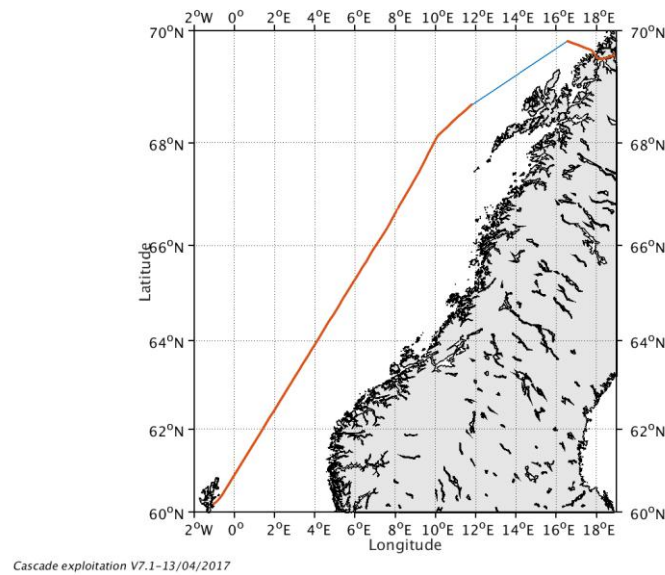 2°W 0° 2°E 4°E 6°E 8°E 10°E 12°E 14°E 16°E 18°E
70°N 70°N
68°N 68°N
66°N 66°N
Latitude
64°N 64°N
62°N 62°N
60°N 60°N
2°W 0° 2°E 4°E 6°E 8°E 10°E 12°E 14°E 16°E 18°E
Longitude
Cascade exploitation V7.1-13/04/2017